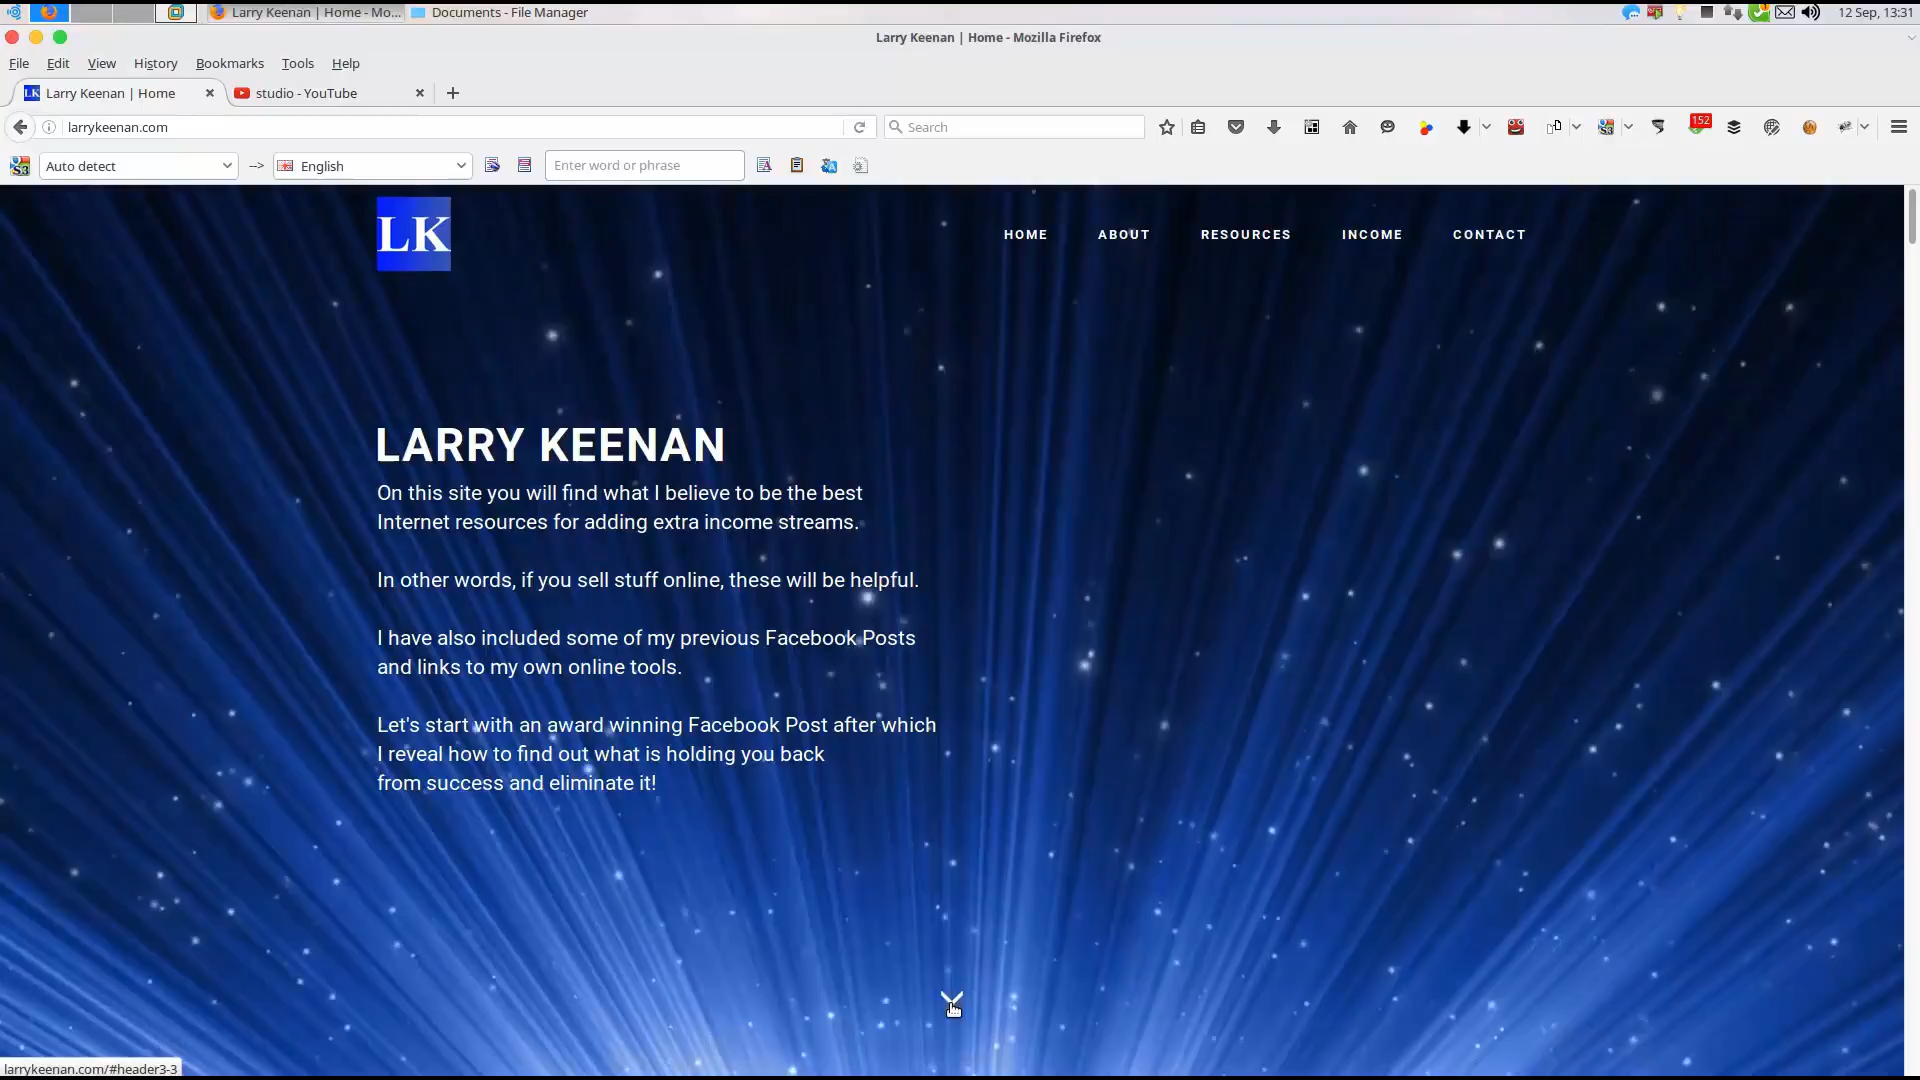 Larry Keenan | Home - Mo...
Documents - File Manager
12 Sep, 13:31
Larry Keenan | Home - Mozilla Firefox
File Edit View History Bookmarks Tools Help
LK Larry Keenan | Home
studio - YouTube
larrykeenan.com
Search
152
Auto detect
-->
English
Enter word or phrase
LK
HOME ABOUT RESOURCES INCOME CONTACT
LARRY KEENAN
On this site you will find what I believe to be the best
Internet resources for adding extra income streams.
In other words, if you sell stuff online, these will be helpful.
I have also included some of my previous Facebook Posts
and links to my own online tools.
Let's start with an award winning Facebook Post after which
I reveal how to find out what is holding you back
from success and eliminate it!
larrykeenan.com/#header3-3